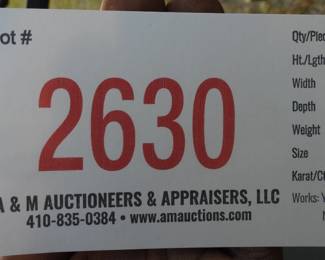 ot #
2630
A & M AUCTIONEERS & APPRAISERS, LLC
410-835-0384 • www.amauctions.com
Qty/Piec
Ht./Lgth
Width
Depth
Weight
Size
Karat/Ct
Works: Y